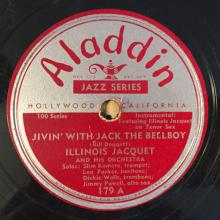 Aladdin
JAZZ SERIES
HOLLYWOOD CALIFORNIA
100 Series
Instrumental:
Featuring Illinois Jacquet
on Tenor Sax
JIVIN' WITH JACK THE BELLBOY
(Bill Doggett)
ILLINOIS JACQUET
AND HIS ORCHESTRA
Solos: Slim Romero, trumpet;
Leo Parker, baritone;
Dickie Wells, trombone;
Jimmy Powell, alto sax
179 A